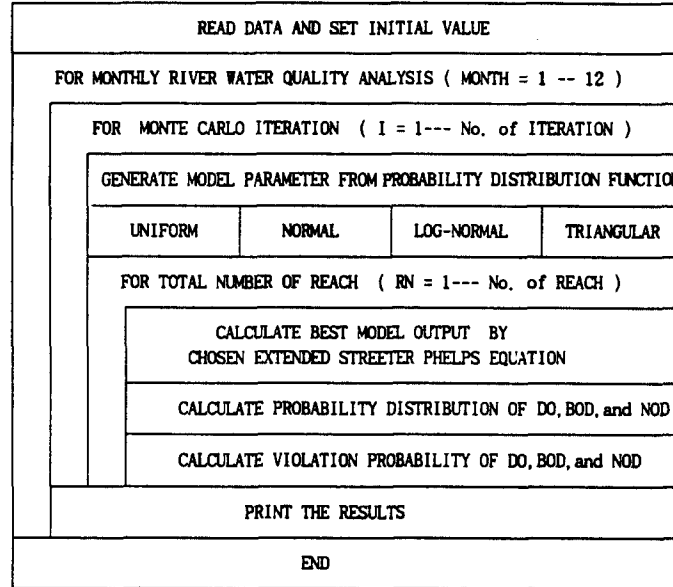 READ DATA AND SET INITIAL VALUE
FOR MONTHLY RIVER WATER QUALITY ANALYSIS ( MONTH = 1 -- 12 )
FOR MONTE CARLO ITERATION ( I = 1--- No. of ITERATION )
GENERATE MODEL PARAMETER FROM PROBABILITY DISTRIBUTION FUNCTIO
UNIFORM NORMAL LOG-NORMAL TRIANGULAR
FOR TOTAL NUMBER OF REACH ( RN = 1--- No. of REACH )
CALCULATE BEST MODEL OUTPUT BY
CHOSEN EXTENDED STREETER PHELPS EQUATION
CALCULATE PROBABILITY DISTRIBUTION OF DO, BOD, and NOD
CALCULATE VIOLATION PROBABILITY OF DO, BOD, and NOD
PRINT THE RESULTS
END